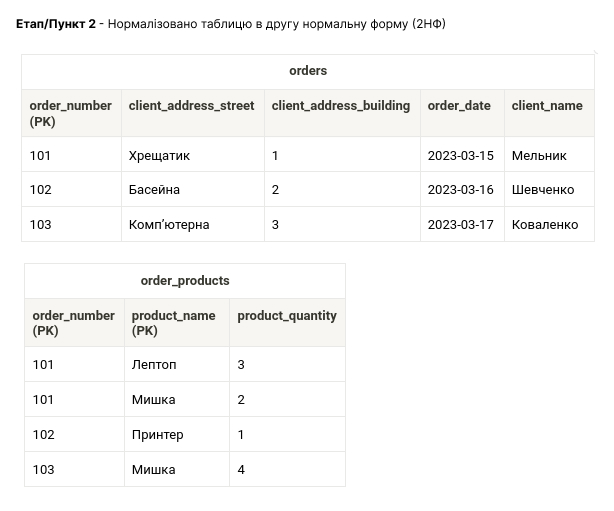 Етап/Пункт 2 - Нормалізовано таблицю в другу нормальну форму (2НФ)
orders
order_number (PK) client_address_street client_address_building order_date client_name
101 Хрещатик 1 2023-03-15 Мельник
102 Басейна 2 2023-03-16 Шевченко
103 Комп’ютерна 3 2023-03-17 Коваленко
order_products
order_number (PK) product_name (PK) product_quantity
101 Лептоп 3
101 Мишка 2
102 Принтер 1
103 Мишка 4